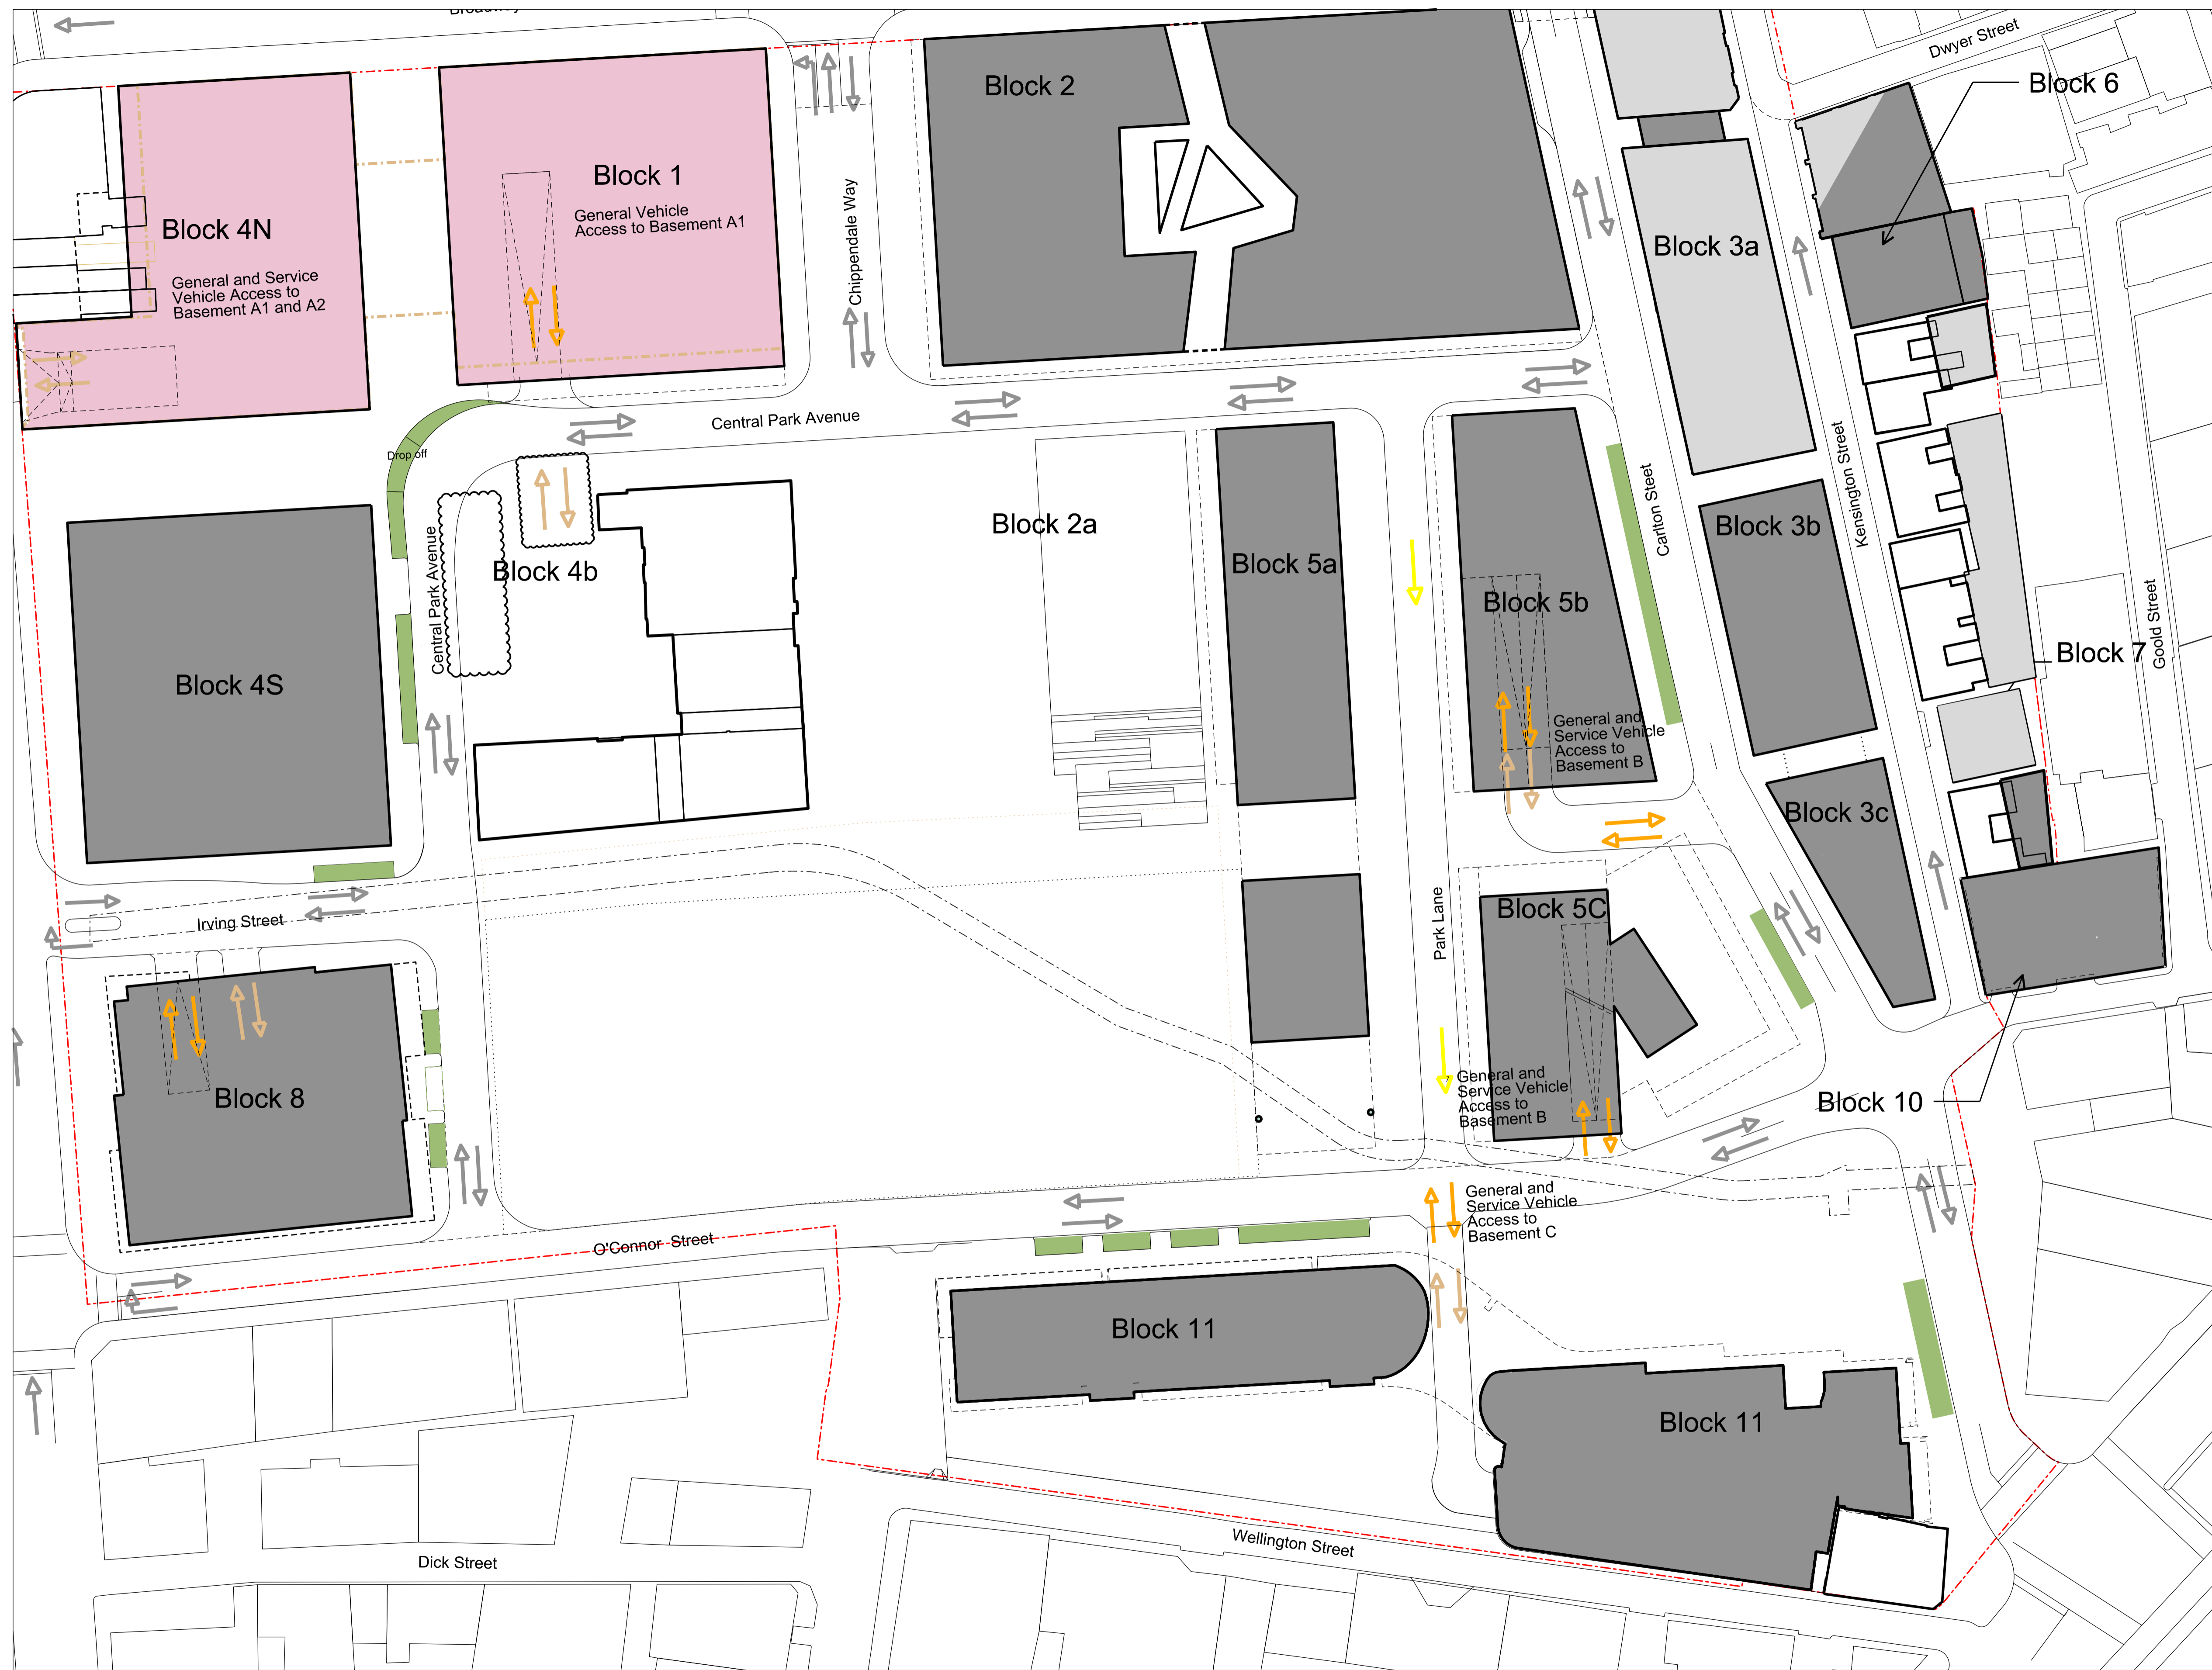 Broadway
Dwyer Street
Block 6
Block 2
Block 1
General Vehicle
Access to Basement A1
Chippendale Way
Block 4N
General and Service
Vehicle Access to
Basement A1 and A2
Block 3a
Central Park Avenue
Drop off
Kensington Street
Carlton Steet
Block 2a
Block 3b
Block 5a
Block 4b
Central Park Avenue
Block 5b
Goold Street
Block 7
Block 4S
General and
Service Vehicle
Access to
Basement B
Block 3c
Irving Street
Park Lane
Block 5C
Block 8
General and
Service Vehicle
Access to
Basement B
Block 10
General and
Service Vehicle
Access to
Basement C
O'Connor Street
Block 11
Block 11
Wellington Street
Dick Street